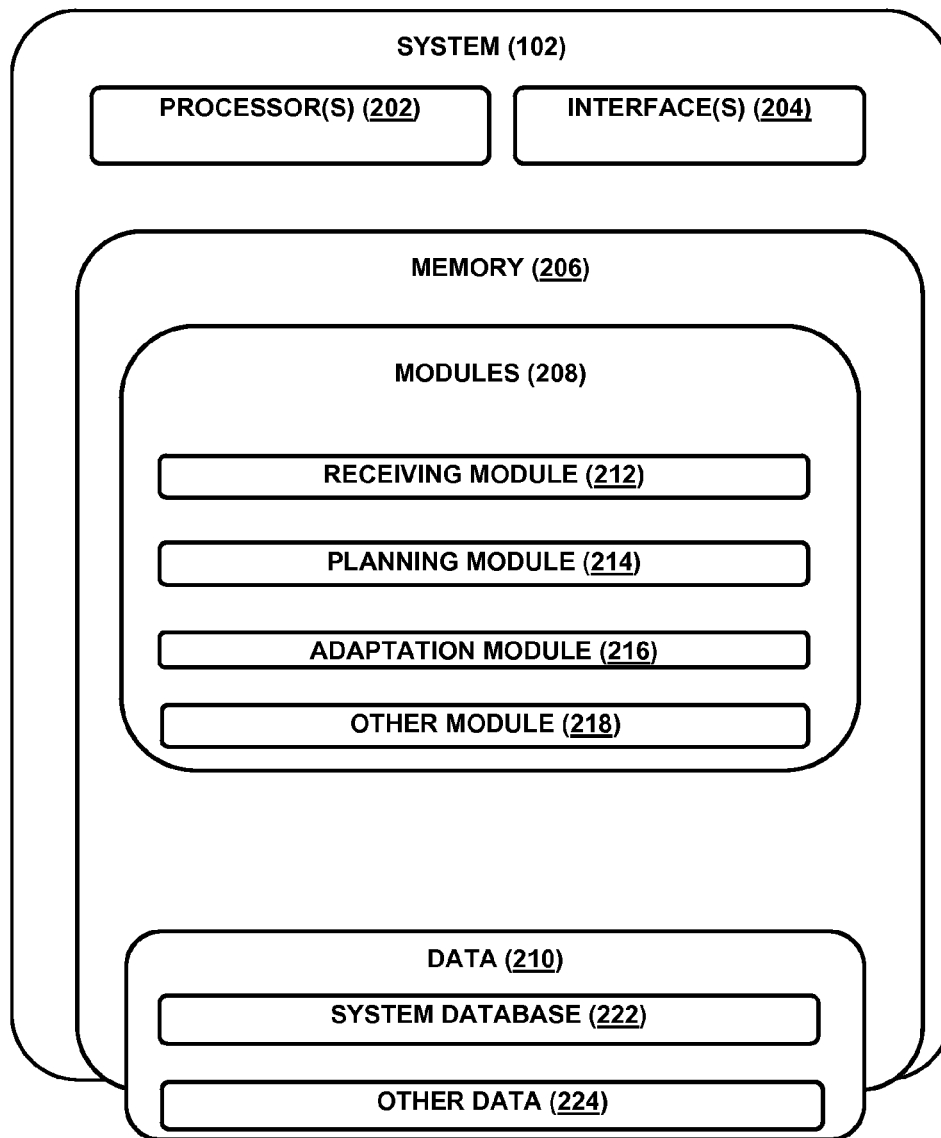 SYSTEM (102)
PROCESSOR(S) (202)
INTERFACE(S) (204)
MEMORY (206)
MODULES (208)
RECEIVING MODULE (212)
PLANNING MODULE (214)
ADAPTATION MODULE (216)
OTHER MODULE (218)
DATA (210)
SYSTEM DATABASE (222)
OTHER DATA (224)